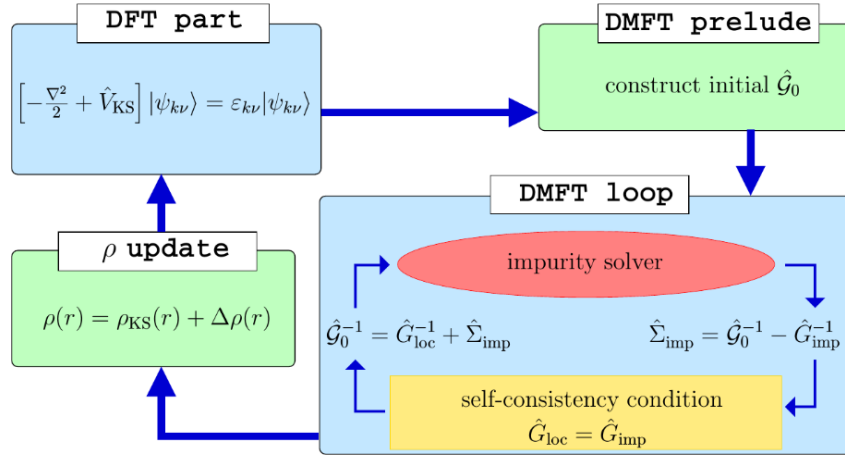 DFT part
[-∇²/2 + V̂_KS] |ψ_kν⟩ = ε_kν|ψ_kν⟩
DMFT prelude
construct initial 𝒢̂₀
DMFT loop
impurity solver
𝒢̂₀⁻¹ = Ĝ_loc⁻¹ + Σ̂_imp
Σ̂_imp = 𝒢̂₀⁻¹ - Ĝ_imp⁻¹
self-consistency condition
Ĝ_loc = Ĝ_imp
ρ update
ρ(r) = ρ_KS(r) + Δρ(r)